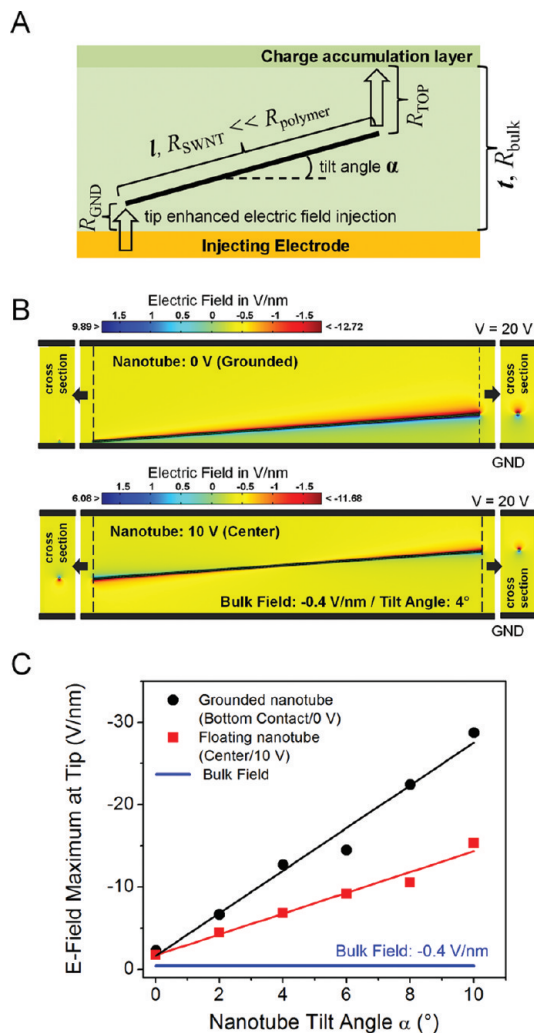 A
Charge accumulation layer
l, R_SWNT << R_polymer
R_TOP
t, R_bulk
tilt angle α
R_GND
tip enhanced electric field injection
Injecting Electrode
B
Electric Field in V/nm
9.89 > 1.5 1 0.5 0 -0.5 -1 -1.5 < -12.72
V = 20 V
cross section
Nanotube: 0 V (Grounded)
cross section
GND
Electric Field in V/nm
6.08 > 1.5 1 0.5 0 -0.5 -1 -1.5 < -11.68
V = 20 V
cross section
Nanotube: 10 V (Center)
cross section
Bulk Field: -0.4 V/nm / Tilt Angle: 4°
GND
C
E-Field Maximum at Tip (V/nm)
-30
-20
-10
0
Grounded nanotube
(Bottom Contact/0 V)
Floating nanotube
(Center/10 V)
Bulk Field
Bulk Field: -0.4 V/nm
0 2 4 6 8 10
Nanotube Tilt Angle α (°)